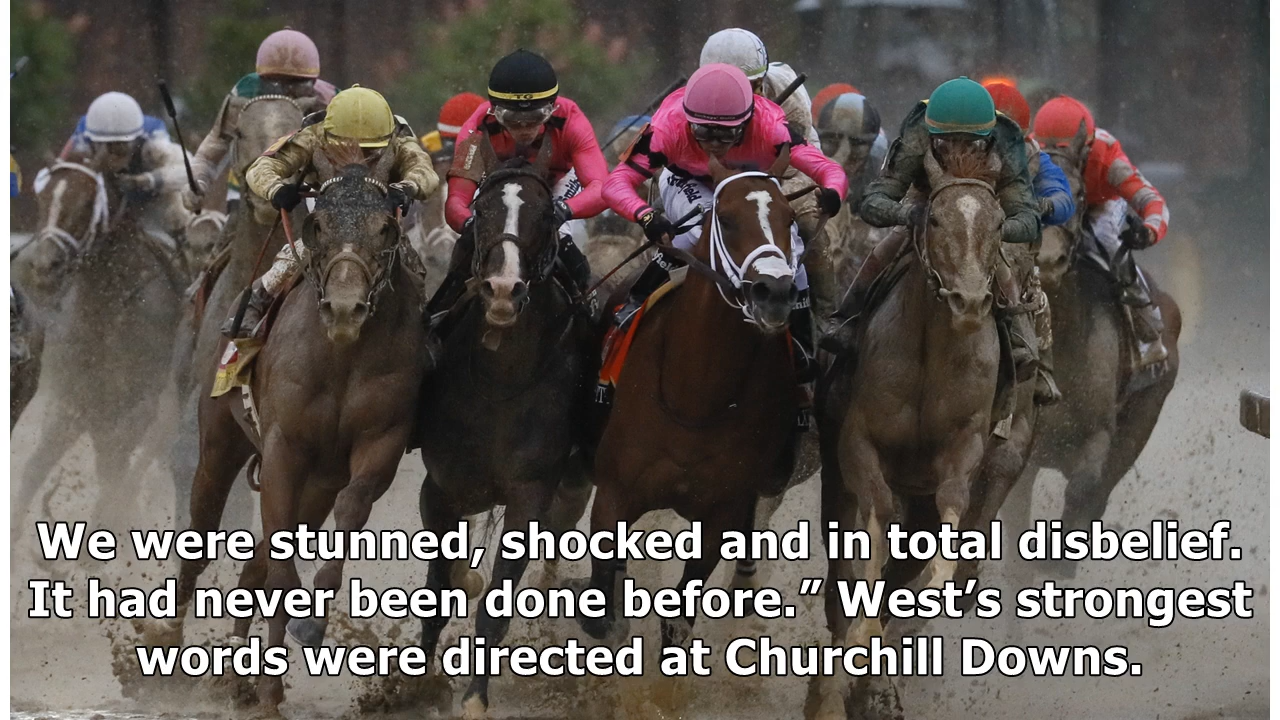 We were stunned, shocked and in total disbelief.
It had never been done before.” West’s strongest
words were directed at Churchill Downs.
TG